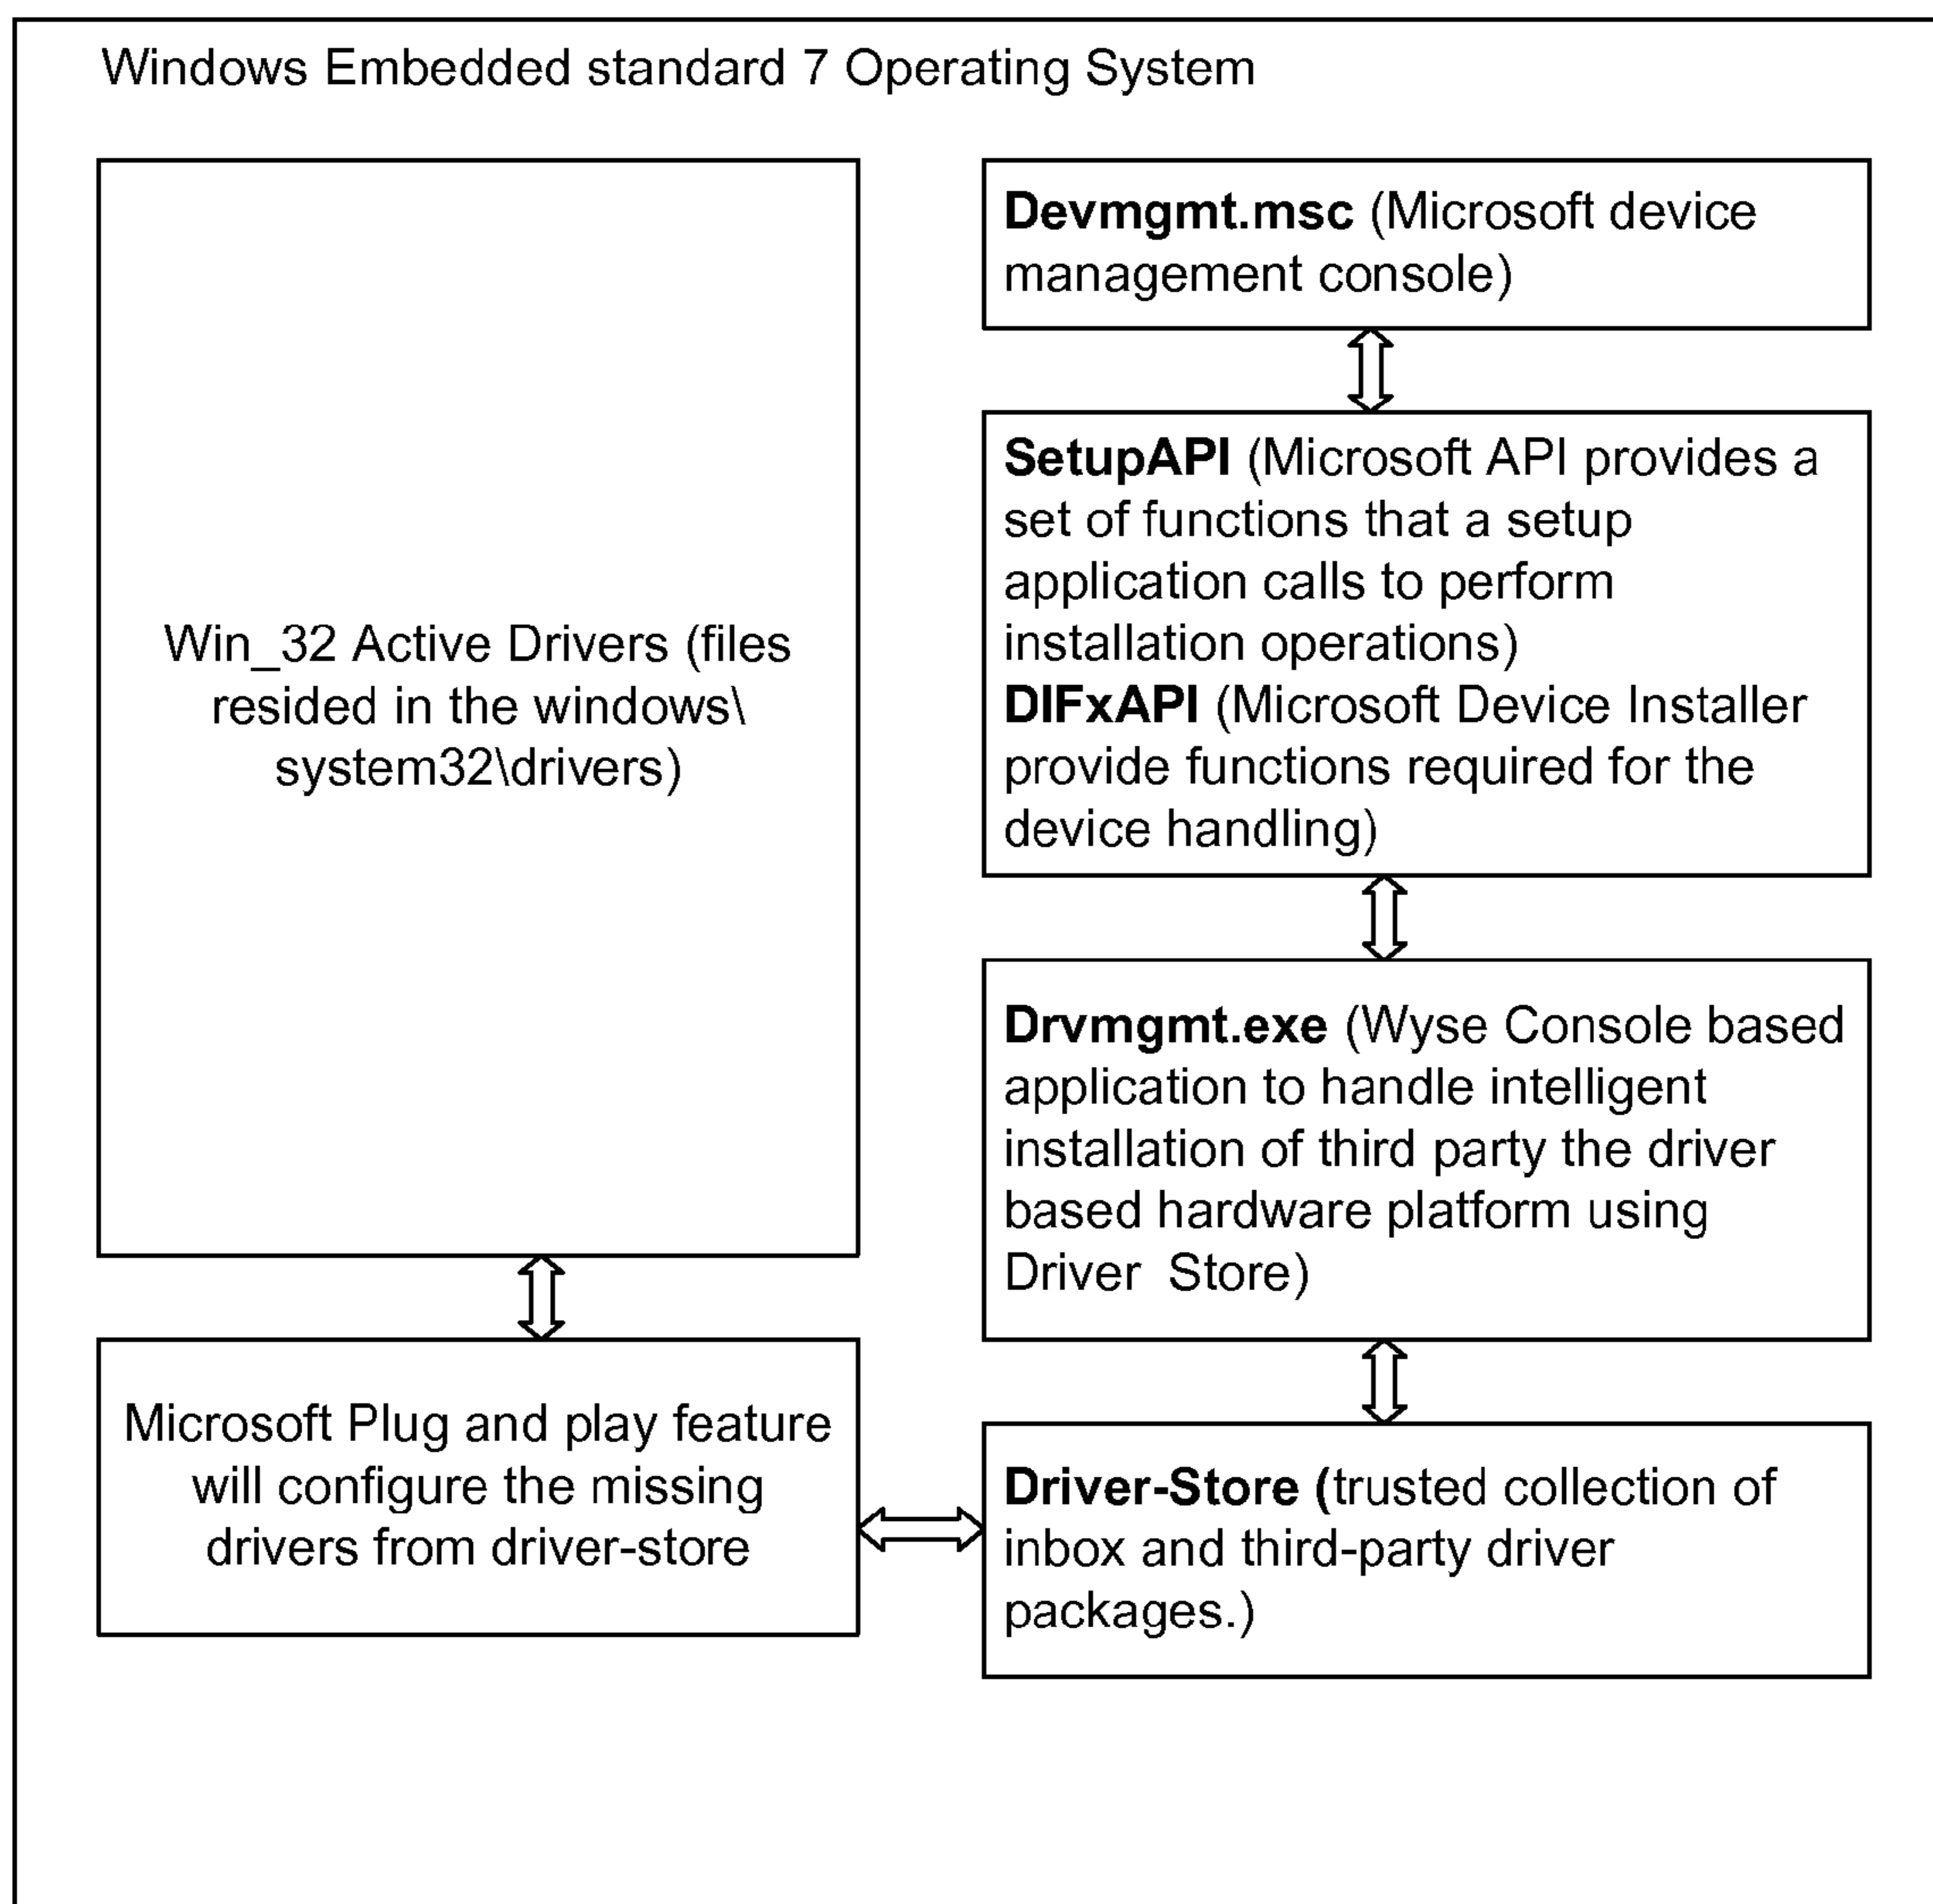 Windows Embedded standard 7 Operating System
Win_32 Active Drivers (files
resided in the windows\
system32\drivers)
Microsoft Plug and play feature
will configure the missing
drivers from driver-store
Devmgmt.msc (Microsoft device
management console)
SetupAPI (Microsoft API provides a
set of functions that a setup
application calls to perform
installation operations)
DIFxAPI (Microsoft Device Installer
provide functions required for the
device handling)
Drvmgmt.exe (Wyse Console based
application to handle intelligent
installation of third party the driver
based hardware platform using
Driver  Store)
Driver-Store (trusted collection of
inbox and third-party driver
packages.)